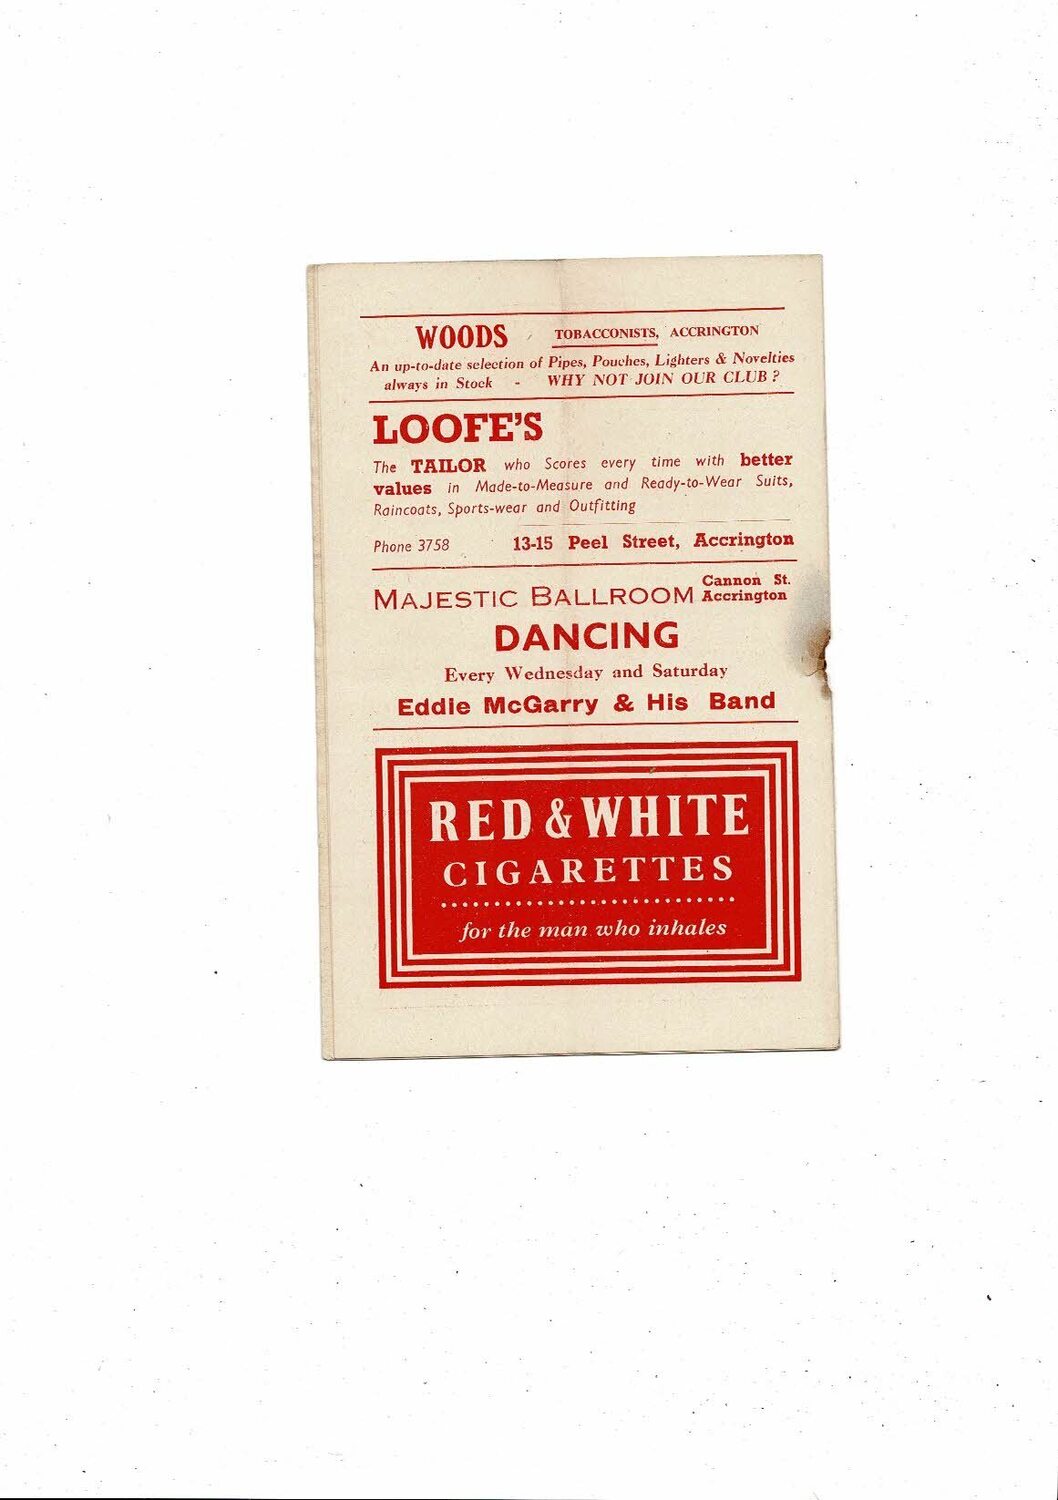 WOODS TOBACCONISTS, ACCRINGTON
An up-to-date selection of Pipes, Pouches, Lighters & Novelties
always in Stock - WHY NOT JOIN OUR CLUB ?
LOOFE'S
The TAILOR who Scores every time with better
values in Made-to-Measure and Ready-to-Wear Suits,
Raincoats, Sports-wear and Outfitting
Phone 3758 13-15 Peel Street, Accrington
MAJESTIC BALLROOM Cannon St. Accrington
DANCING
Every Wednesday and Saturday
Eddie McGarry & His Band
RED & WHITE
CIGARETTES
for the man who inhales